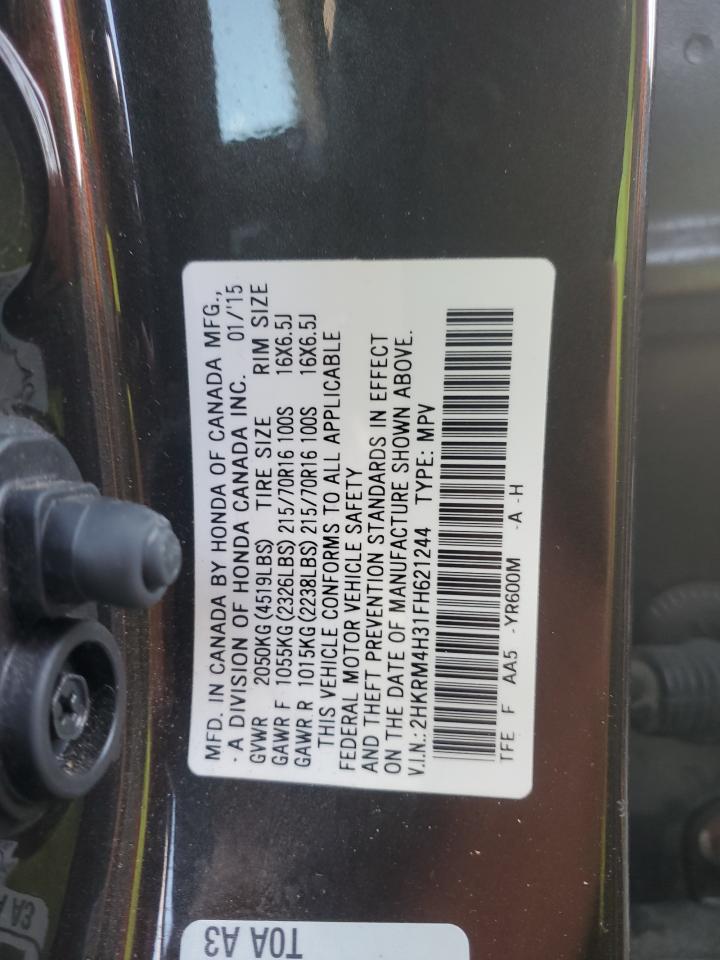 MFD. IN CANADA BY HONDA OF CANADA MFG.,
- A DIVISION OF HONDA CANADA INC. 01/'15
GVWR 2050KG (4519LBS) TIRE SIZE RIM SIZE
GAWR F 1055KG (2326LBS) 215/70R16 100S 16X6.5J
GAWR R 1015KG (2238LBS) 215/70R16 100S 16X6.5J
THIS VEHICLE CONFORMS TO ALL APPLICABLE
FEDERAL MOTOR VEHICLE SAFETY
AND THEFT PREVENTION STANDARDS IN EFFECT
ON THE DATE OF MANUFACTURE SHOWN ABOVE.
V.I.N.: 2HKRM4H31FH621244 TYPE: MPV
TFE F AA5 -YR600M -A -H
T0A A3